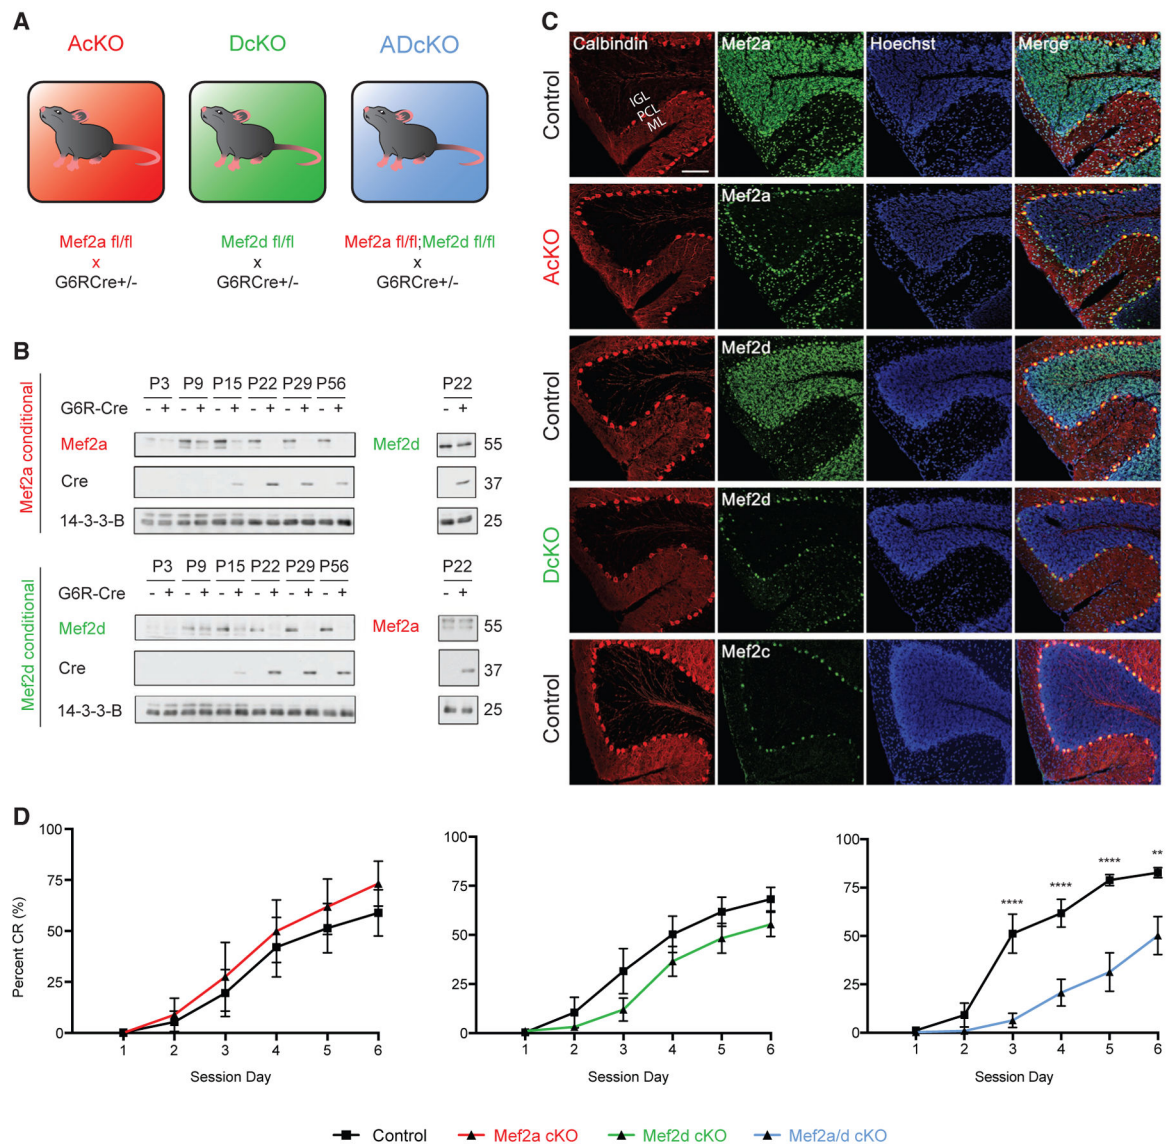 A
AcKO DcKO ADcKO
Mef2a fl/fl Mef2d fl/fl Mef2a fl/fl;Mef2d fl/fl
x x x
G6RCre+/- G6RCre+/- G6RCre+/-
B
Mef2a conditional
P3 P9 P15 P22 P29 P56 P22
G6R-Cre - + - + - + - + - + - + - +
Mef2a Mef2d 55
Cre 37
14-3-3-B 25
Mef2d conditional
P3 P9 P15 P22 P29 P56 P22
G6R-Cre - + - + - + - + - + - + - +
Mef2d Mef2a 55
Cre 37
14-3-3-B 25
C
Calbindin Mef2a Hoechst Merge
Control
IGL
PCL
ML
AcKO
Mef2a
Control
Mef2d
DcKO
Mef2d
Control
Mef2c
D
Percent CR (%)
100
75
50
25
0
1 2 3 4 5 6
Session Day
100
75
50
25
0
1 2 3 4 5 6
Session Day
100
75
50
25
0
**** **** **** **
1 2 3 4 5 6
Session Day
Control Mef2a cKO Mef2d cKO Mef2a/d cKO